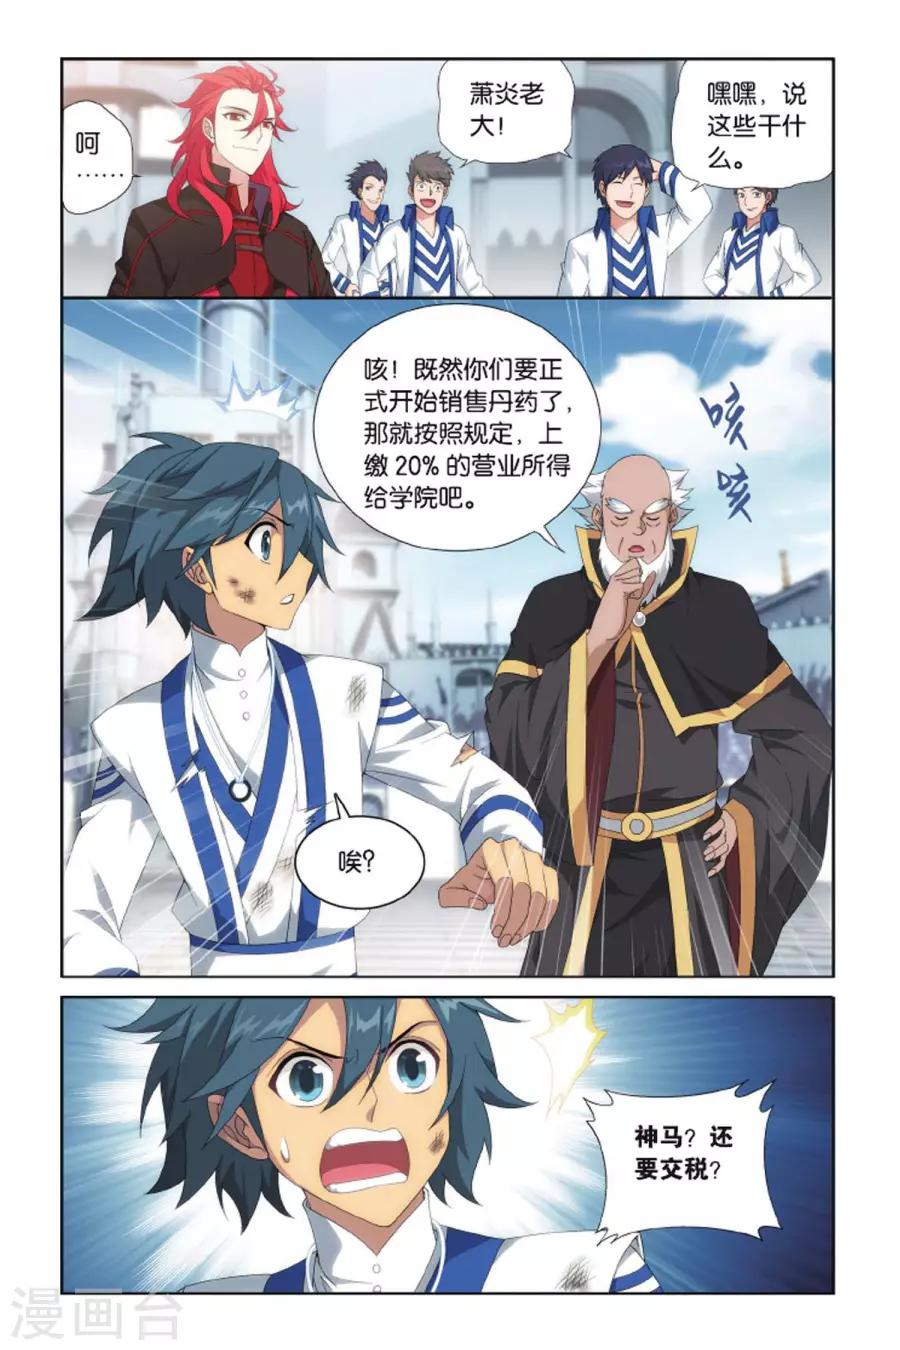 呵
……
萧炎老
大！
嘿嘿，说
这些干什
么。
咳！既然你们要正
式开始销售丹药了，
那就按照规定，上
缴 20% 的营业所得
给学院吧。
咳
咳
唉？
神马？还
要交税？
漫画台